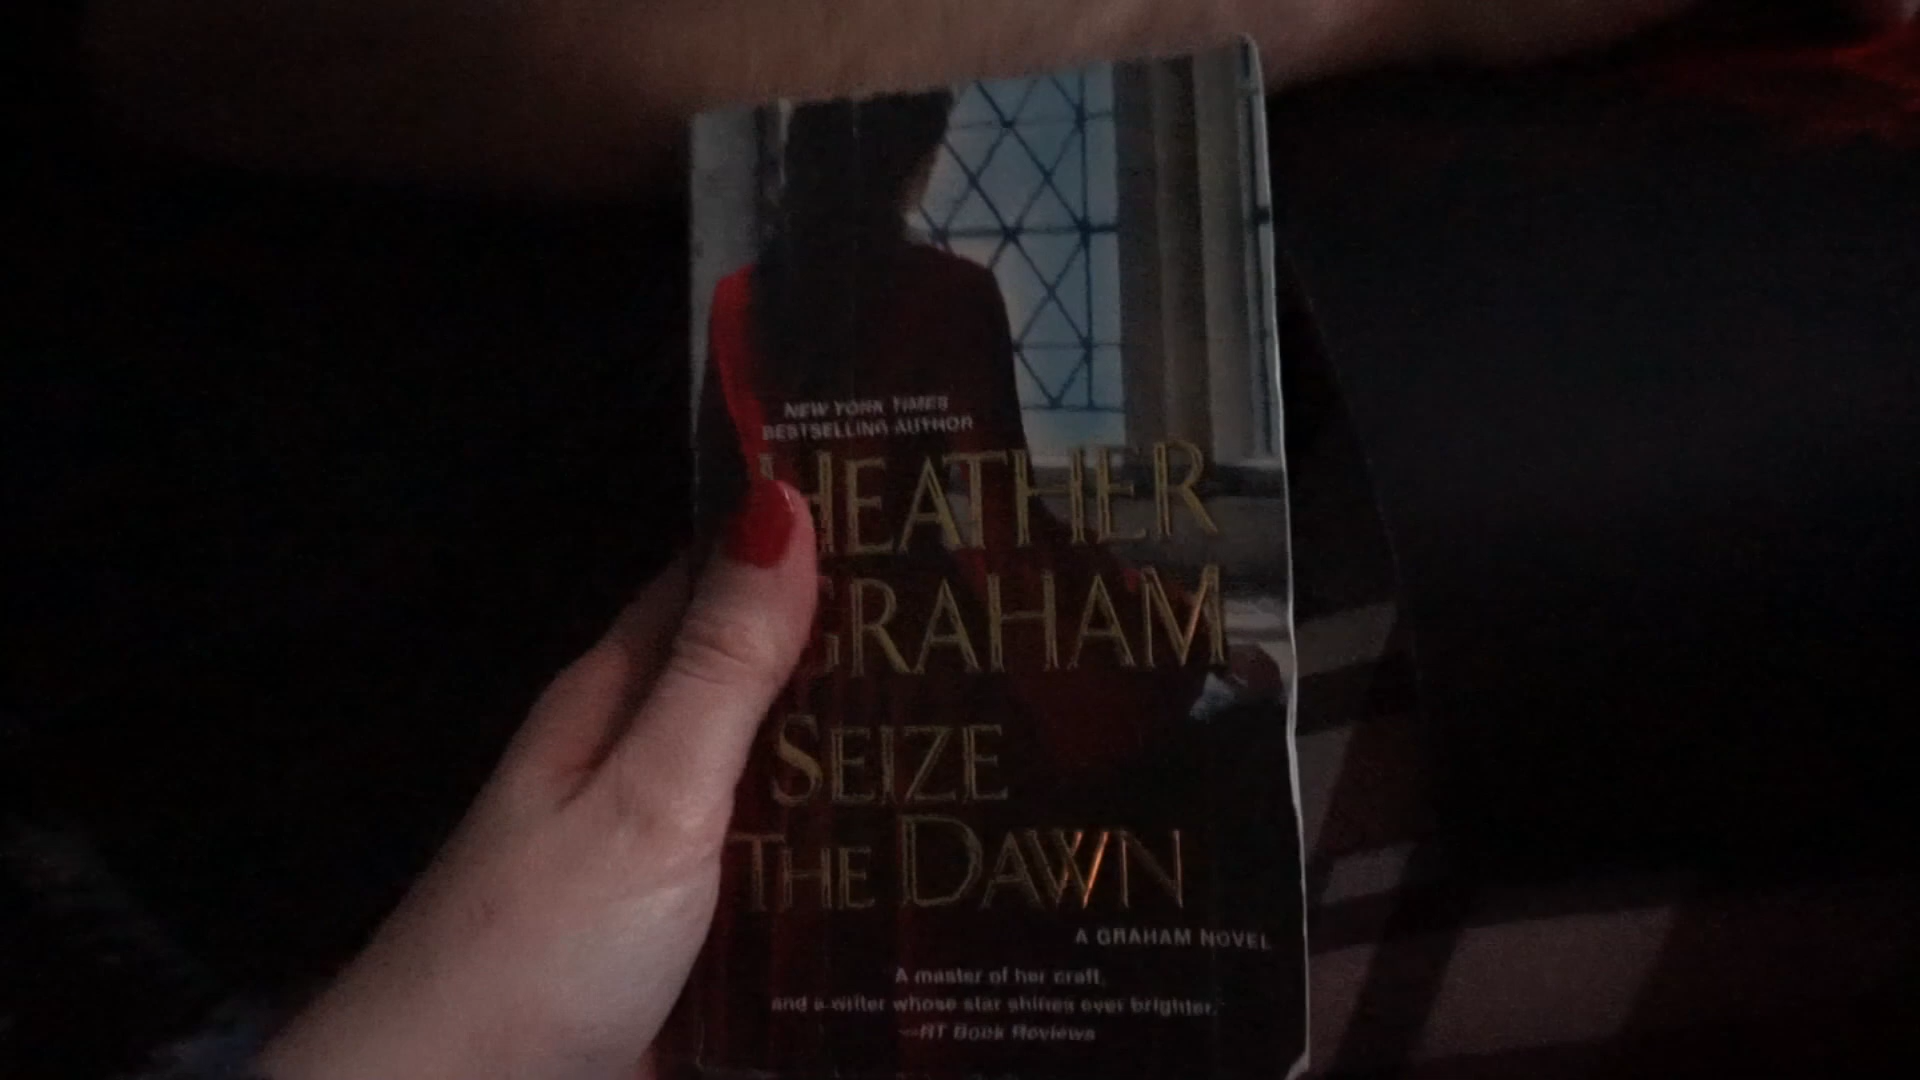 NEW YORK TIMES
BESTSELLING AUTHOR
HEATHER
GRAHAM
SEIZE
THE DAWN
A GRAHAM NOVEL
A master of her craft,
and a writer whose star shines ever brighter.
—RT Book Reviews